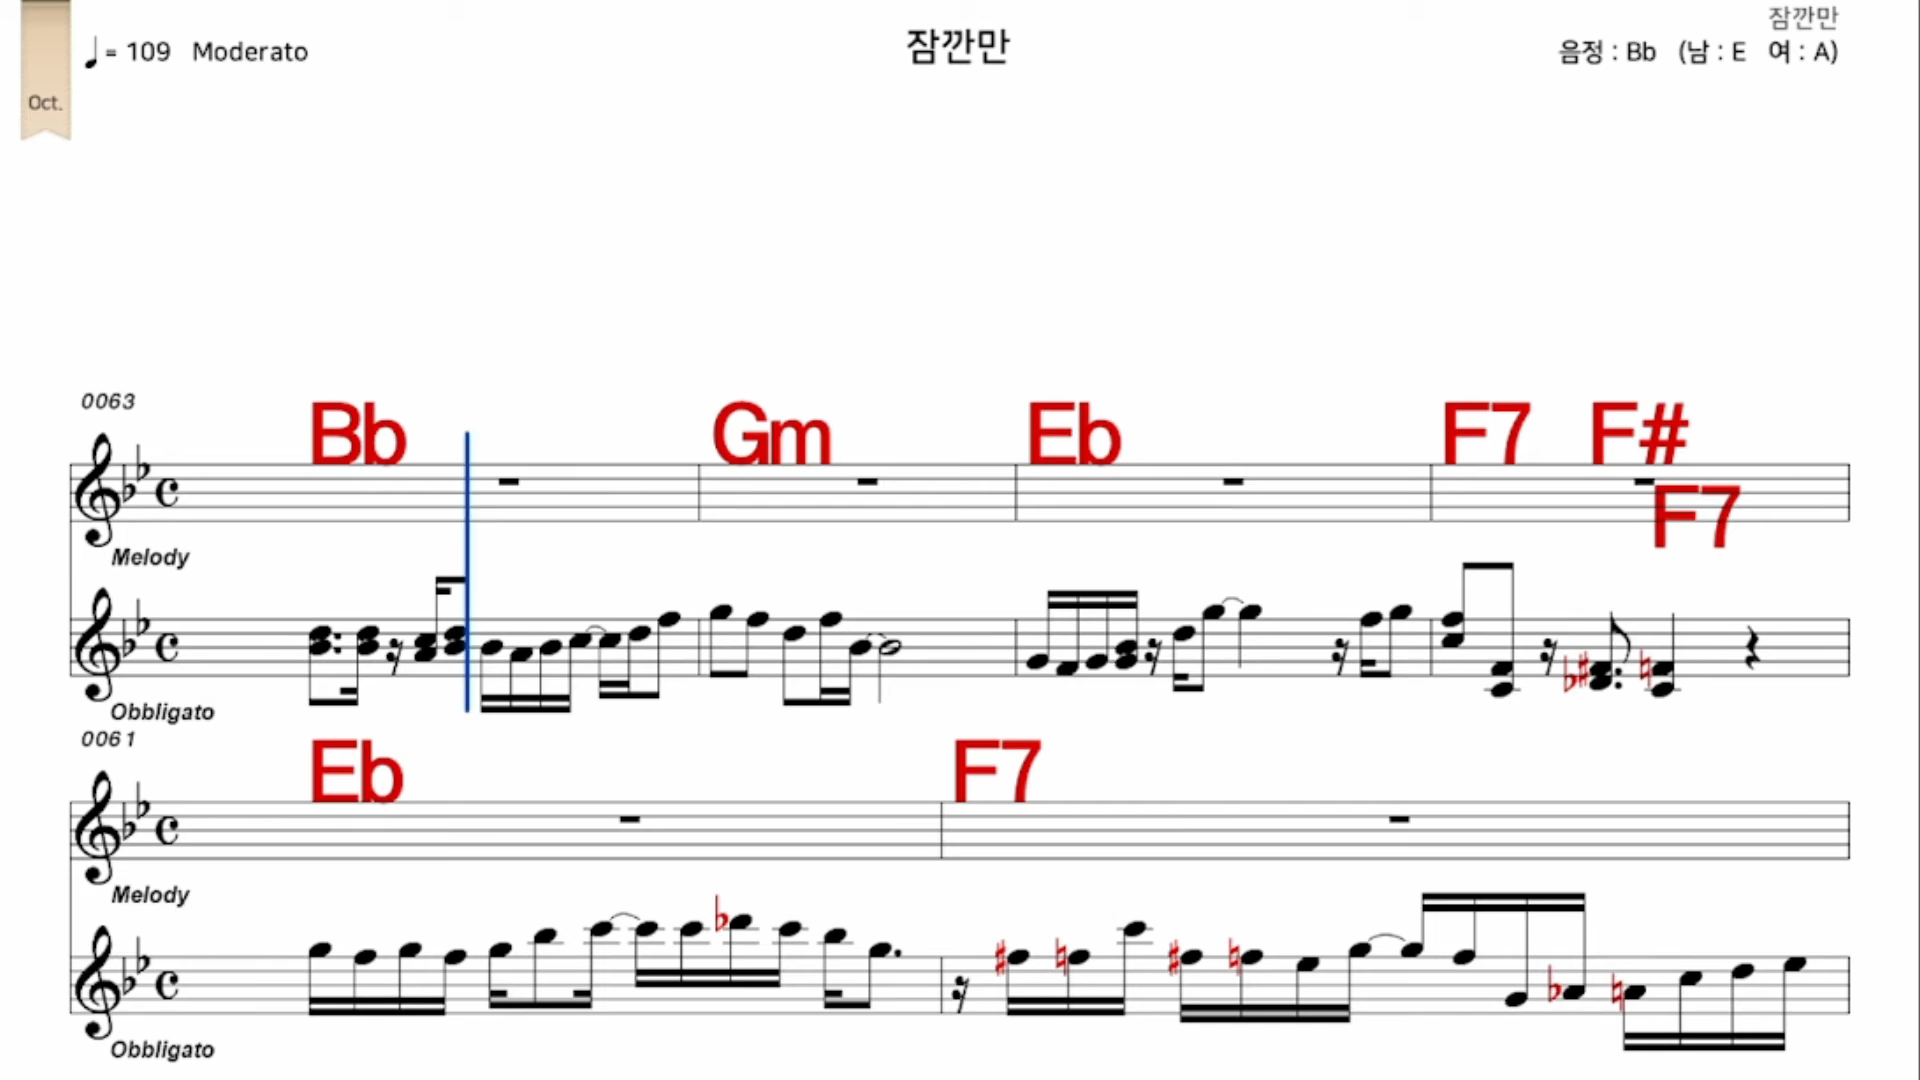 잠깐만
♩ = 109 Moderato
잠깐만
음정 : Bb (남 : E 여 : A)
Oct.
0063
Bb Gm Eb F7 F#
F7
Melody
Obbligato
0061
Eb F7
Melody
Obbligato